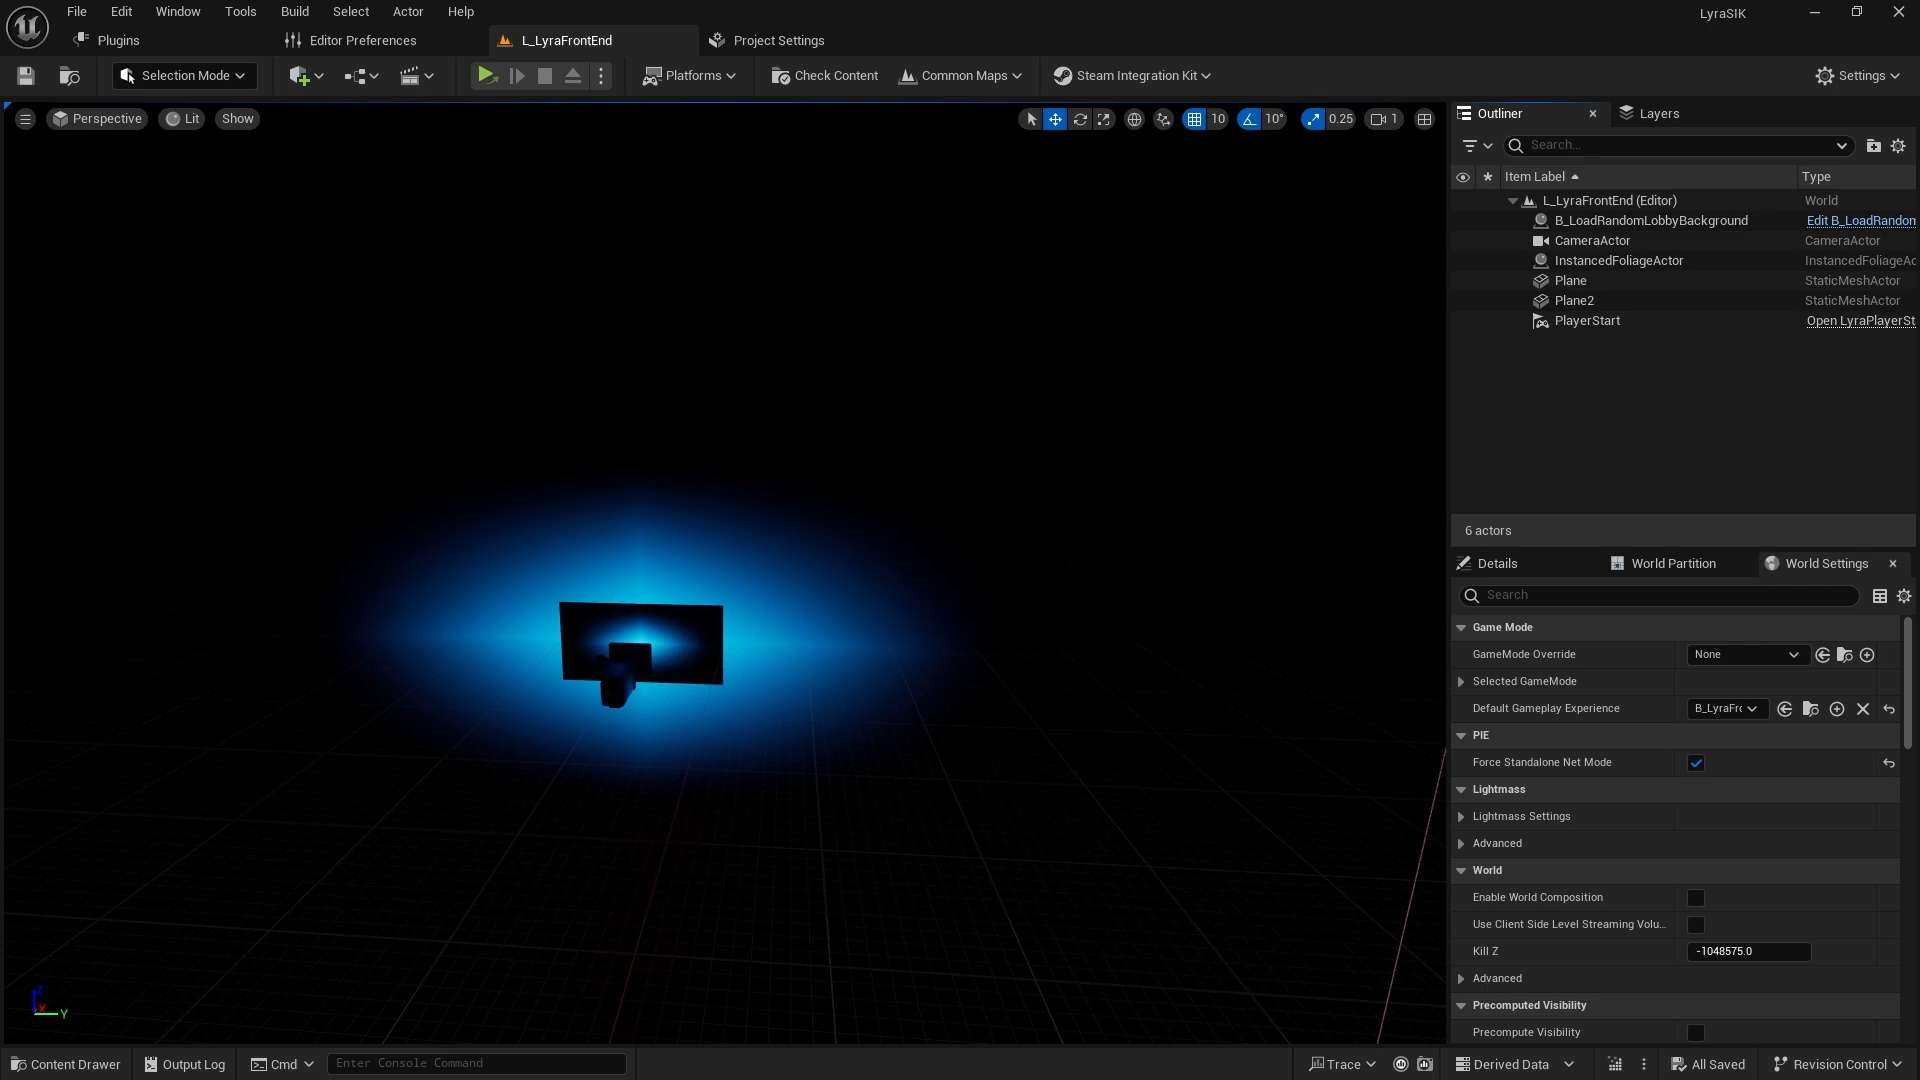 File Edit Window Tools Build Select Actor Help
LyraSIK
Plugins
Editor Preferences
L_LyraFrontEnd
Project Settings
Selection Mode
Platforms
Check Content
Common Maps
Steam Integration Kit
Settings
Perspective
Lit
Show
10
10°
0.25
1
Outliner
Layers
Search...
Item Label
Type
L_LyraFrontEnd (Editor) World
B_LoadRandomLobbyBackground Edit B_LoadRandom
CameraActor CameraActor
InstancedFoliageActor InstancedFoliageAc
Plane StaticMeshActor
Plane2 StaticMeshActor
PlayerStart Open LyraPlayerSt
6 actors
Details
World Partition
World Settings
Search
Game Mode
GameMode Override None
Selected GameMode
Default Gameplay Experience B_LyraFr
PIE
Force Standalone Net Mode
Lightmass
Lightmass Settings
Advanced
World
Enable World Composition
Use Client Side Level Streaming Volu...
Kill Z -1048575.0
Advanced
Precomputed Visibility
Precompute Visibility
Z
X
Y
Content Drawer
Output Log
Cmd
Enter Console Command
Trace
Derived Data
All Saved
Revision Control